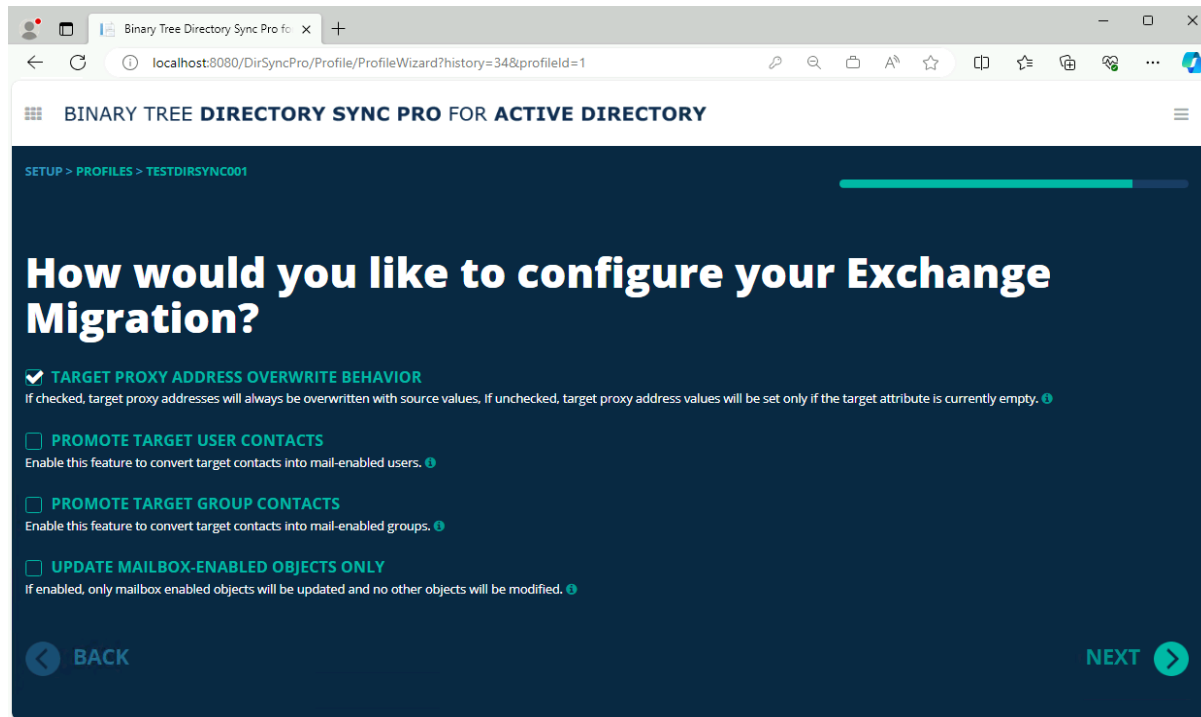 Binary Tree Directory Sync Pro fo
localhost:8080/DirSyncPro/Profile/ProfileWizard?history=34&profileId=1
BINARY TREE DIRECTORY SYNC PRO FOR ACTIVE DIRECTORY
SETUP > PROFILES > TESTDIRSYNC001
How would you like to configure your Exchange
Migration?
TARGET PROXY ADDRESS OVERWRITE BEHAVIOR
If checked, target proxy addresses will always be overwritten with source values, If unchecked, target proxy address values will be set only if the target attribute is currently empty.
PROMOTE TARGET USER CONTACTS
Enable this feature to convert target contacts into mail-enabled users.
PROMOTE TARGET GROUP CONTACTS
Enable this feature to convert target contacts into mail-enabled groups.
UPDATE MAILBOX-ENABLED OBJECTS ONLY
If enabled, only mailbox enabled objects will be updated and no other objects will be modified.
BACK
NEXT